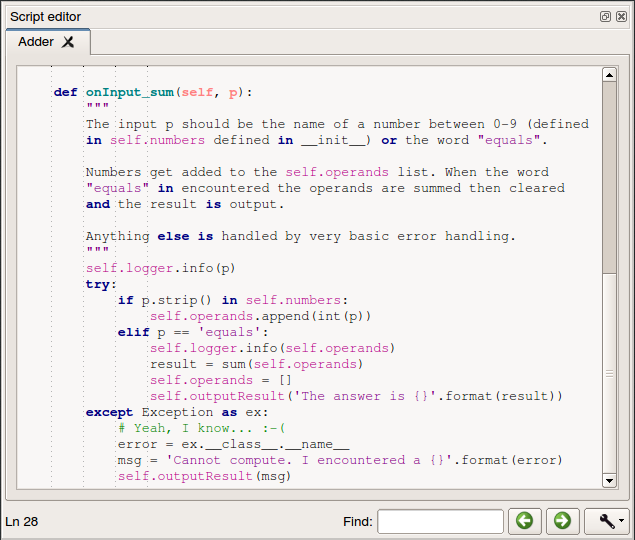 Script editor
Adder
def onInput_sum(self, p):
"""
The input p should be the name of a number between 0-9 (defined
in self.numbers defined in __init__) or the word "equals".
Numbers get added to the self.operands list. When the word
"equals" in encountered the operands are summed then cleared
and the result is output.
Anything else is handled by very basic error handling.
"""
self.logger.info(p)
try:
if p.strip() in self.numbers:
self.operands.append(int(p))
elif p == 'equals':
self.logger.info(self.operands)
result = sum(self.operands)
self.operands = []
self.outputResult('The answer is {}'.format(result))
except Exception as ex:
# Yeah, I know... :-(
error = ex.__class__.__name__
msg = 'Cannot compute. I encountered a {}'.format(error)
self.outputResult(msg)
Ln 28
Find: